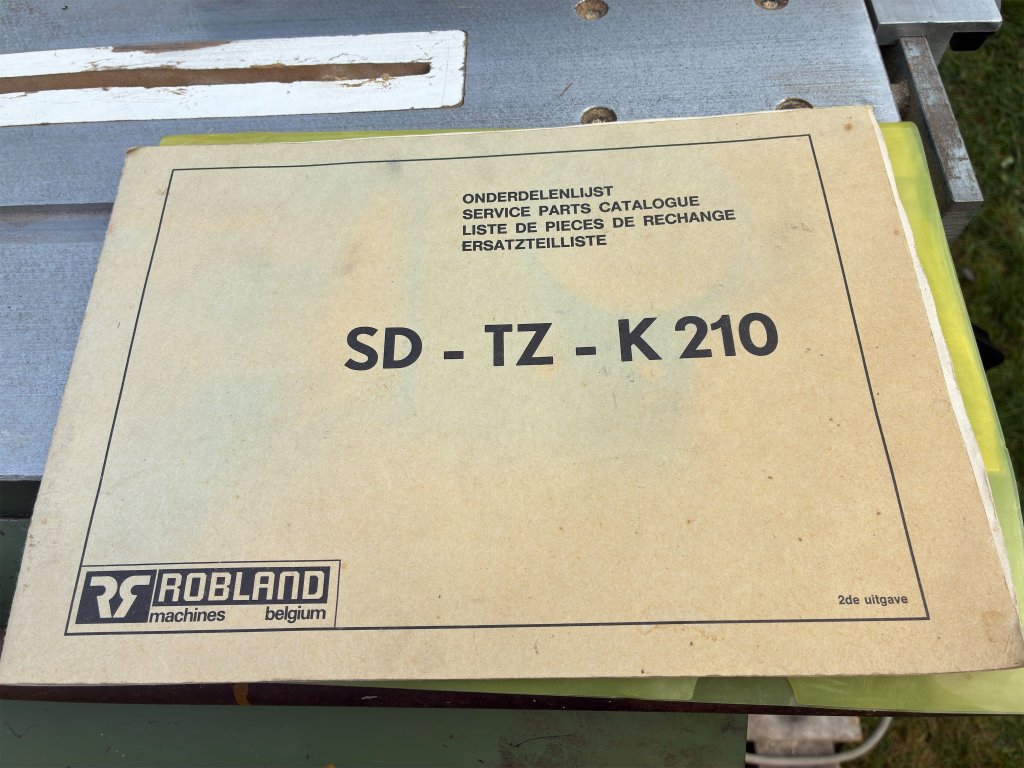 ONDERDELENLIJST
SERVICE PARTS CATALOGUE
LISTE DE PIECES DE RECHANGE
ERSATZTEILLISTE
SD - TZ - K 210
ROBLAND
machines belgium
2de uitgave